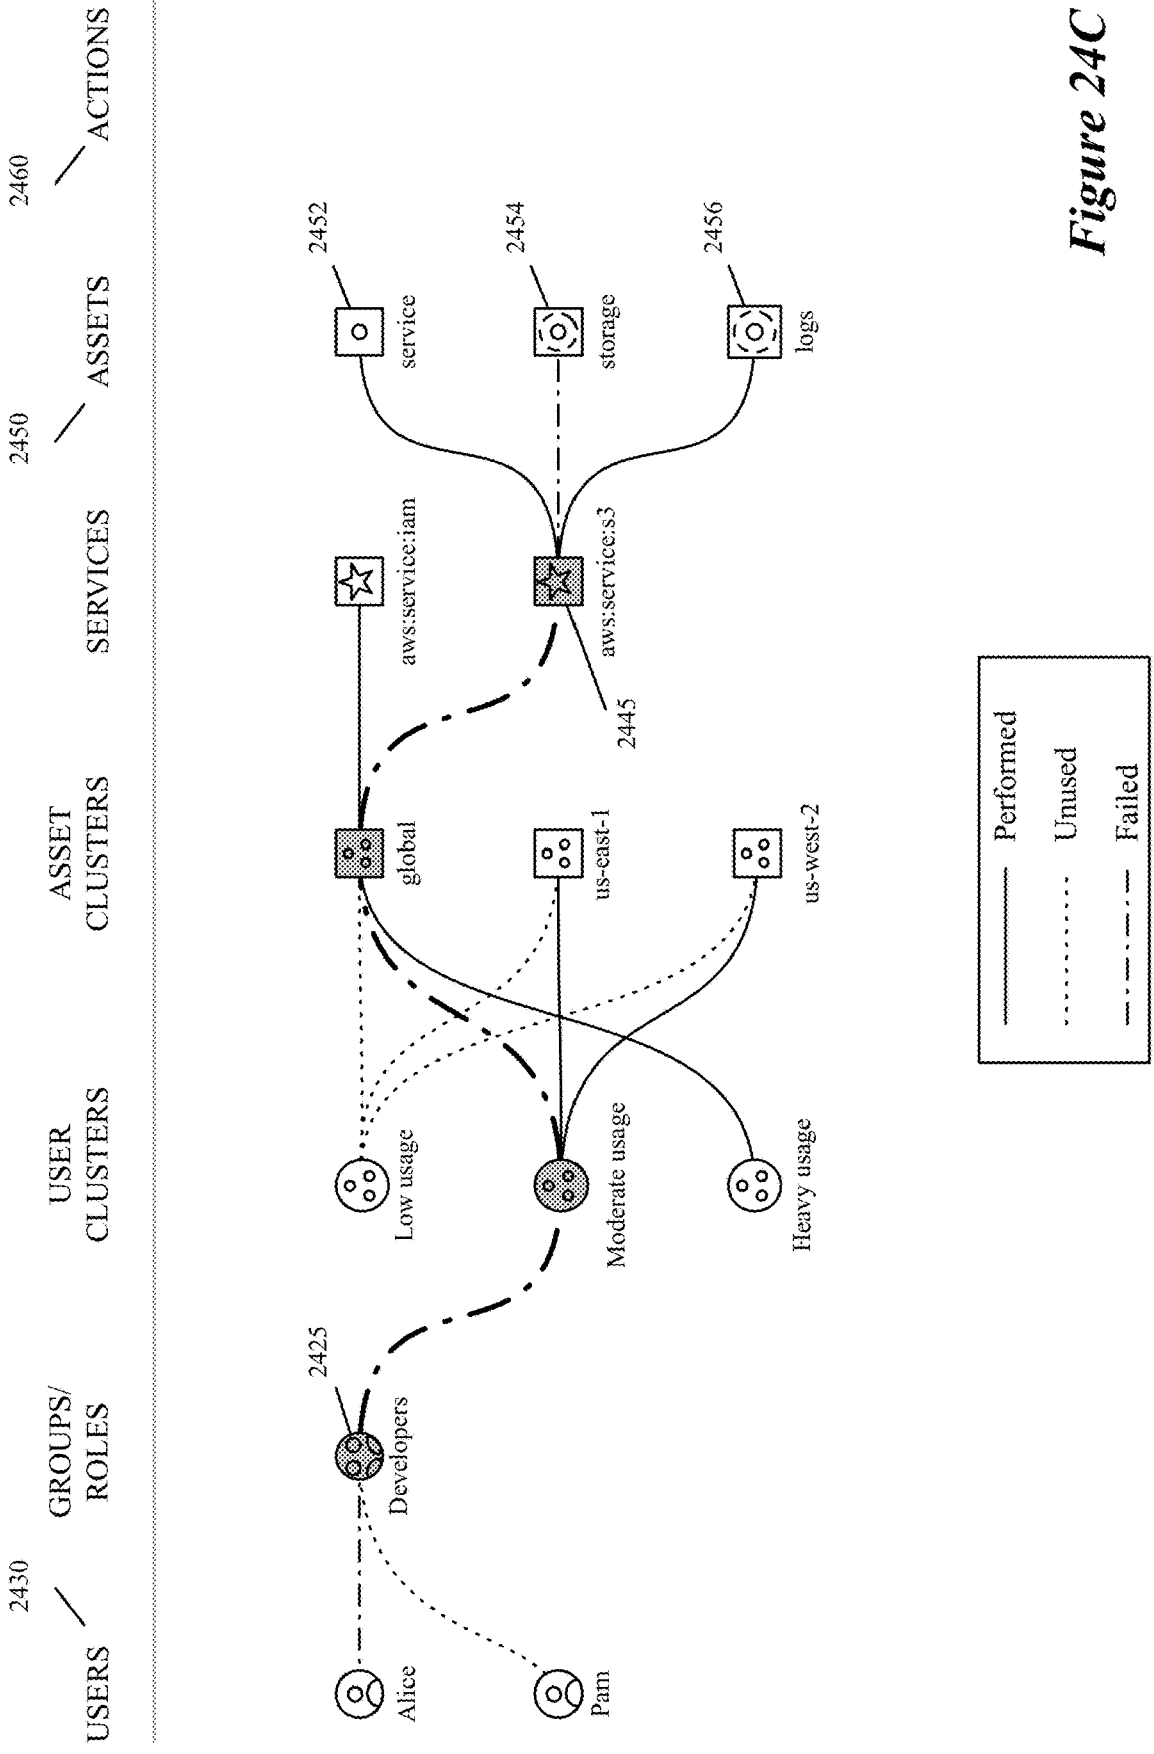 2430
2450
2460
USERS
GROUPS/
ROLES
USER
CLUSTERS
ASSET
CLUSTERS
SERVICES
ASSETS
ACTIONS
Alice
Pam
2425
Developers
Low usage
Moderate usage
Heavy usage
global
us-east-1
us-west-2
aws:service:iam
aws:service:s3
2445
2452
service
2454
storage
2456
logs
Performed
Unused
Failed
Figure 24C